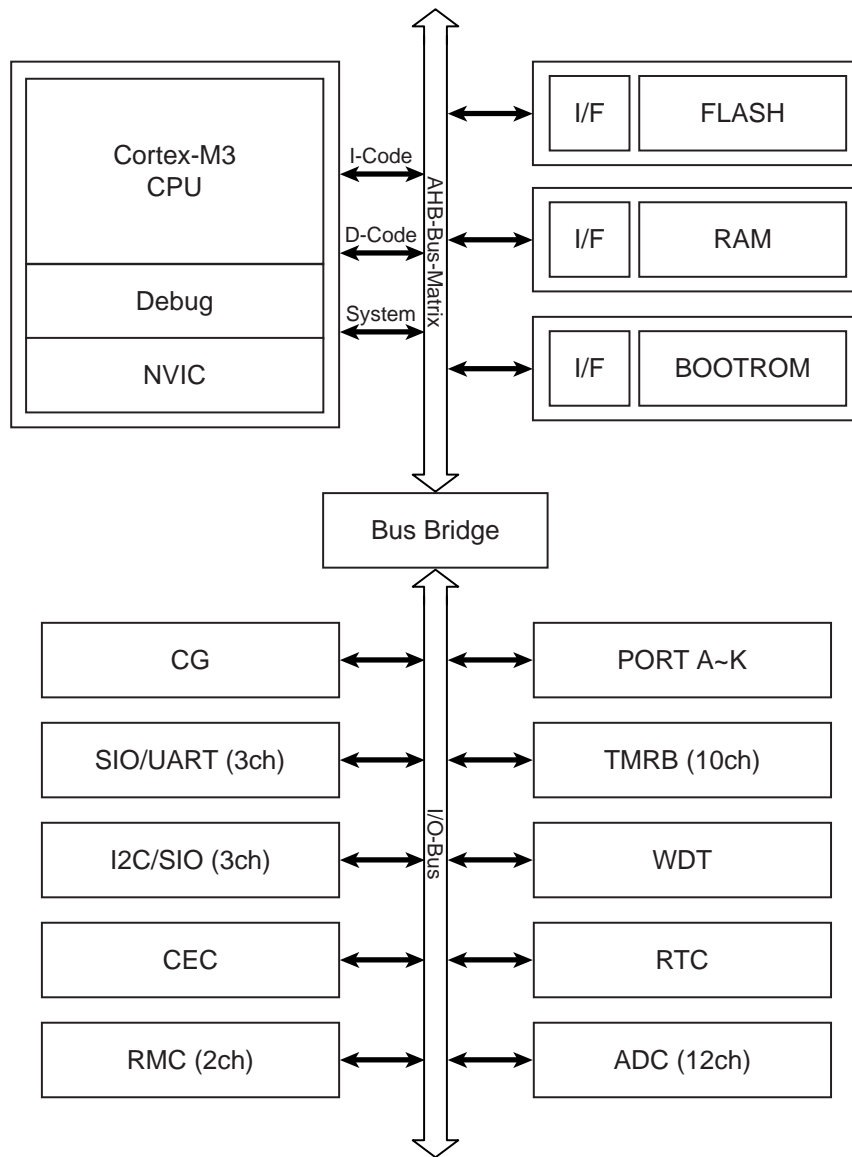 Cortex-M3
CPU
Debug
NVIC
I-Code
D-Code
System
AHB-Bus-Matrix
I/F
FLASH
I/F
RAM
I/F
BOOTROM
Bus Bridge
CG
PORT A~K
SIO/UART (3ch)
TMRB (10ch)
I/O-Bus
I2C/SIO (3ch)
WDT
CEC
RTC
RMC (2ch)
ADC (12ch)